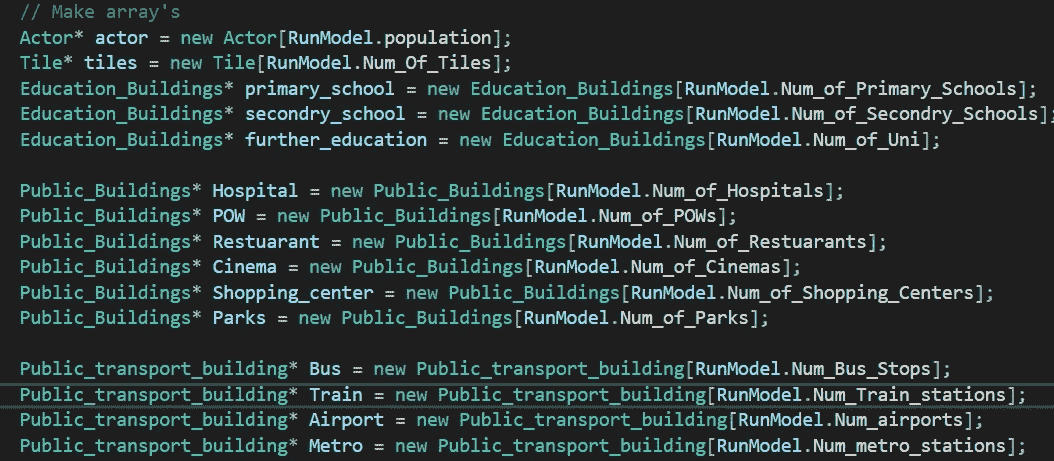 // Make array's
Actor* actor = new Actor[RunModel.population];
Tile* tiles = new Tile[RunModel.Num_Of_Tiles];
Education_Buildings* primary_school = new Education_Buildings[RunModel.Num_of_Primary_Schools];
Education_Buildings* secondry_school = new Education_Buildings[RunModel.Num_of_Secondry_Schools];
Education_Buildings* further_education = new Education_Buildings[RunModel.Num_of_Uni];
Public_Buildings* Hospital = new Public_Buildings[RunModel.Num_of_Hospitals];
Public_Buildings* POW = new Public_Buildings[RunModel.Num_of_POWs];
Public_Buildings* Restuarant = new Public_Buildings[RunModel.Num_of_Restuarants];
Public_Buildings* Cinema = new Public_Buildings[RunModel.Num_of_Cinemas];
Public_Buildings* Shopping_center = new Public_Buildings[RunModel.Num_of_Shopping_Centers];
Public_Buildings* Parks = new Public_Buildings[RunModel.Num_of_Parks];
Public_transport_building* Bus = new Public_transport_building[RunModel.Num_Bus_Stops];
Public_transport_building* Train = new Public_transport_building[RunModel.Num_Train_stations];
Public_transport_building* Airport = new Public_transport_building[RunModel.Num_airports];
Public_transport_building* Metro = new Public_transport_building[RunModel.Num_metro_stations];